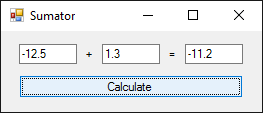 Sumator
-12.5 + 1.3 = -11.2
Calculate